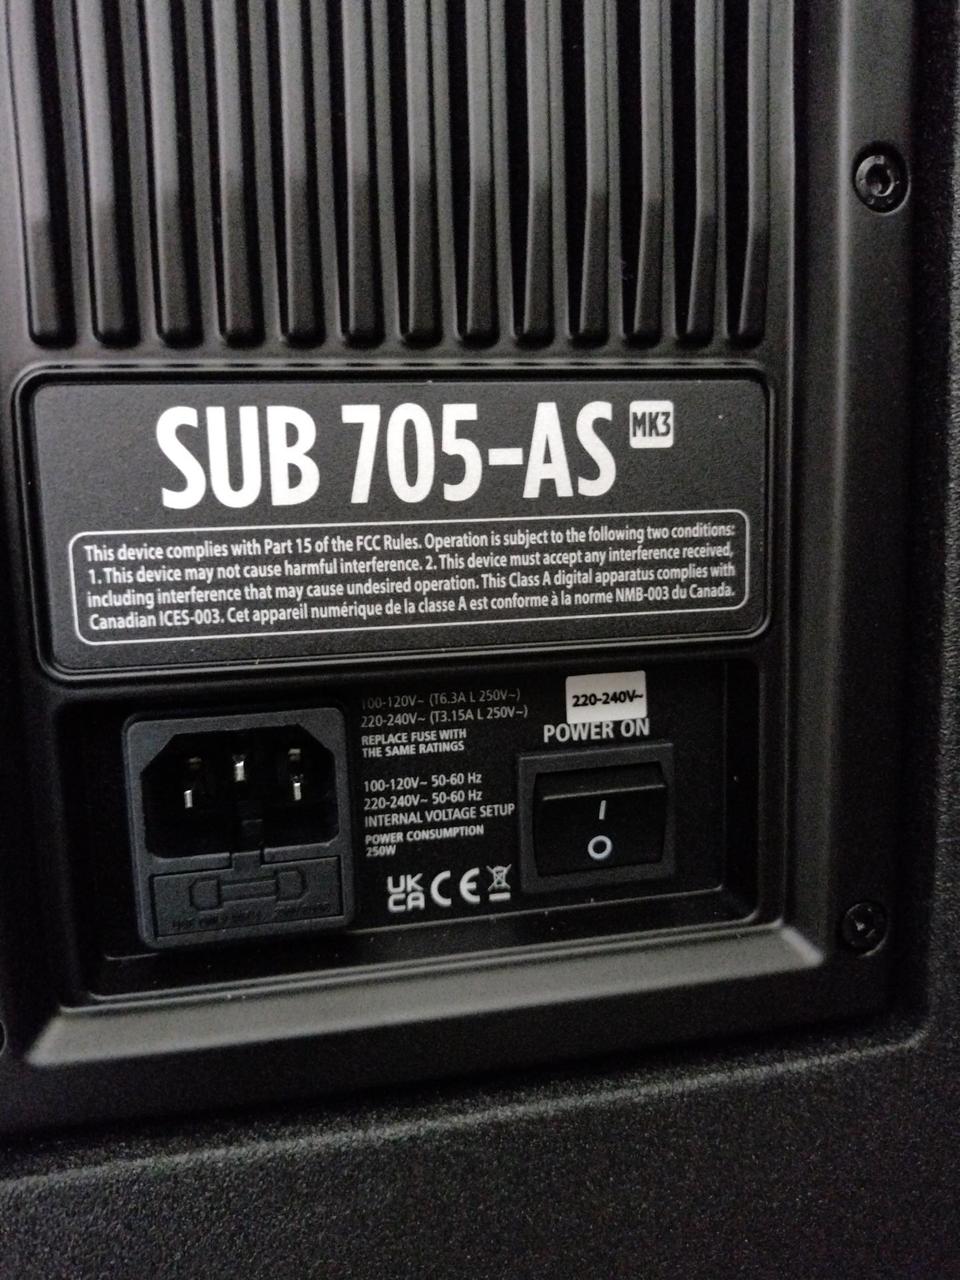 SUB 705-AS MK3
This device complies with Part 15 of the FCC Rules. Operation is subject to the following two conditions:
1. This device may not cause harmful interference. 2. This device must accept any interference received,
including interference that may cause undesired operation. This Class A digital apparatus complies with
Canadian ICES-003. Cet appareil numérique de la classe A est conforme à la norme NMB-003 du Canada.
100-120V~ (T6.3A L 250V~)
220-240V~ (T3.15A L 250V~)
REPLACE FUSE WITH
THE SAME RATINGS
100-120V~ 50-60 Hz
220-240V~ 50-60 Hz
INTERNAL VOLTAGE SETUP
POWER CONSUMPTION
250W
UK
CA CE
220-240V~
POWER ON
I
O